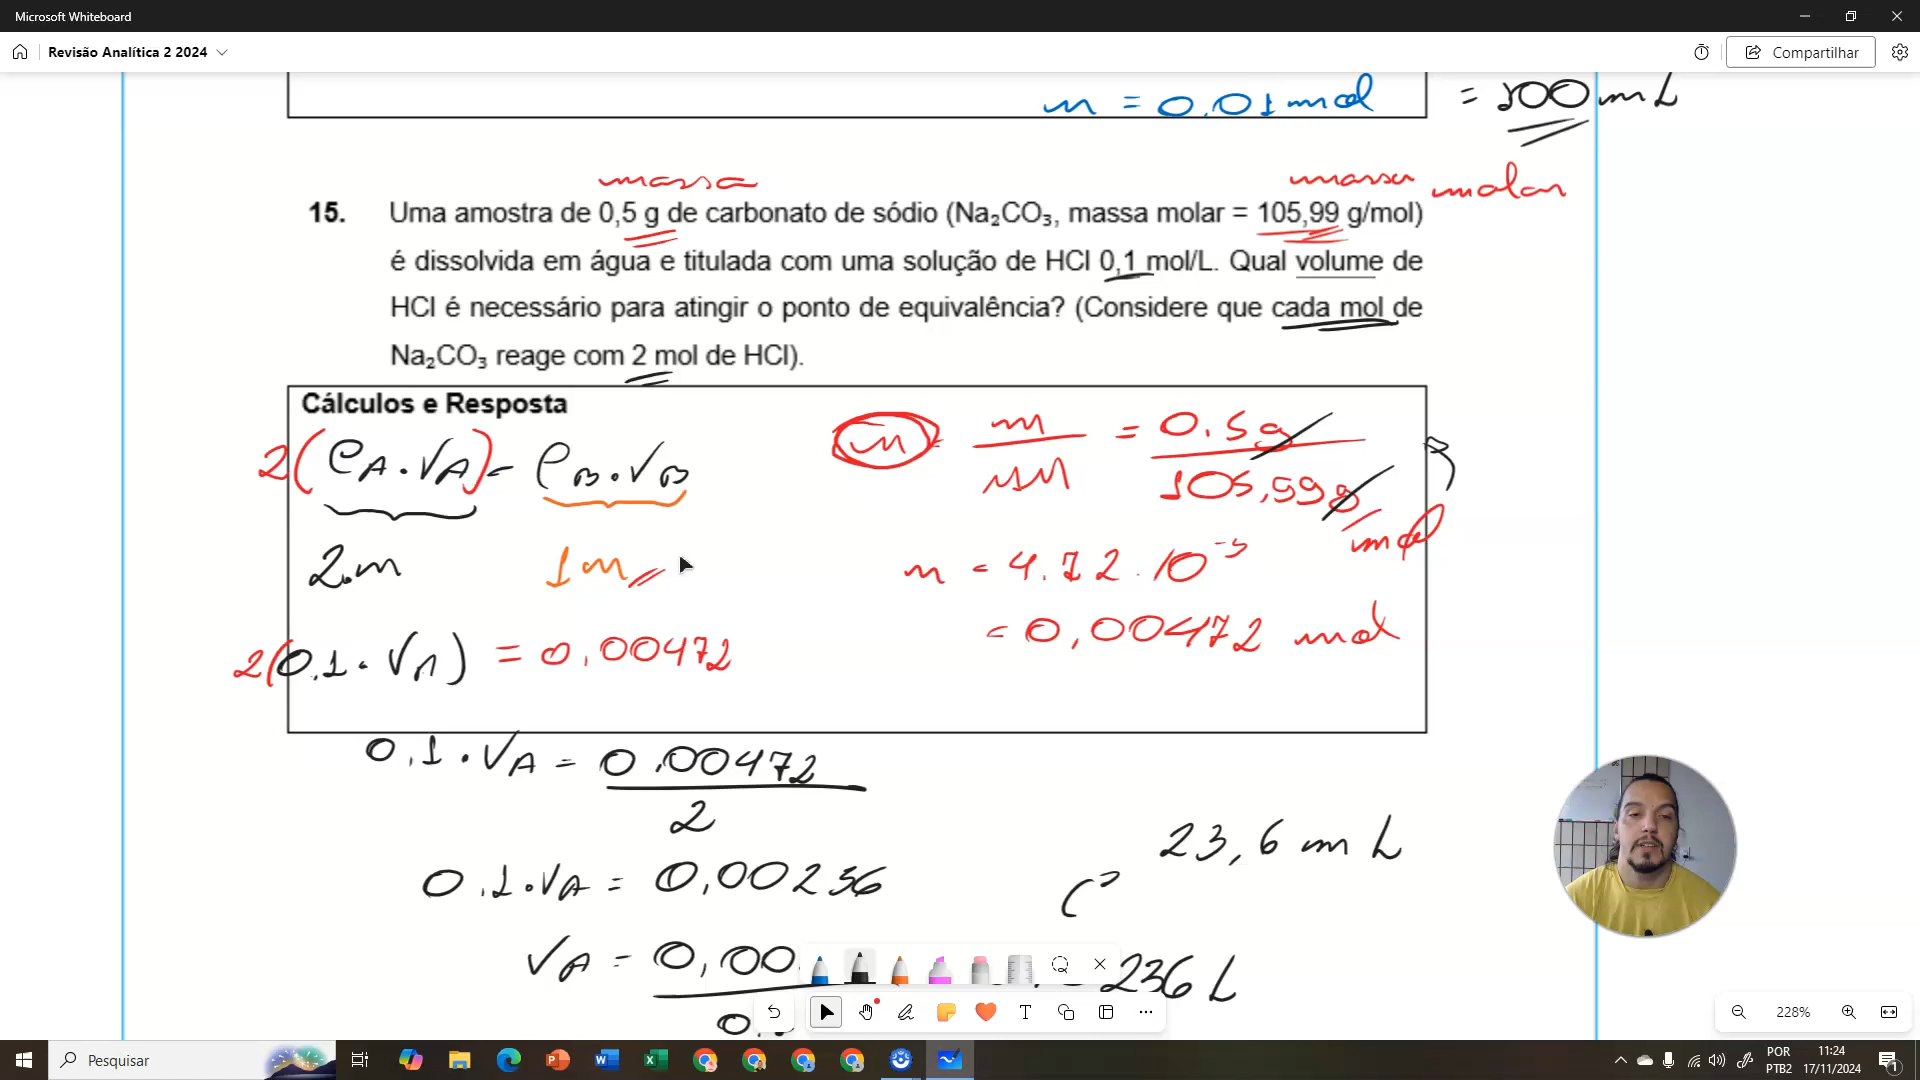 Microsoft Whiteboard
Revisão Analítica 2 2024
Compartilhar
n = 0.01 mol
= 100 mL
massa
massa molar
15. Uma amostra de 0,5 g de carbonato de sódio (Na₂CO₃, massa molar = 105,99 g/mol)
é dissolvida em água e titulada com uma solução de HCl 0,1 mol/L. Qual volume de
HCl é necessário para atingir o ponto de equivalência? (Considere que cada mol de
Na₂CO₃ reage com 2 mol de HCl).
Cálculos e Resposta
2(CA.VA) = CB.VB
n = m/MM = 0.5g/105,99g/mol
2.n
1n
n = 4.72.10⁻³
= 0,00472 mol
2(0.1.VA) = 0,00472
0.1.VA = 0.00472
2
0.1.VA = 0,00236
23,6 mL
VA = 0,00
236 L
228%
Pesquisar
POR
PTB2
11:24
17/11/2024
1